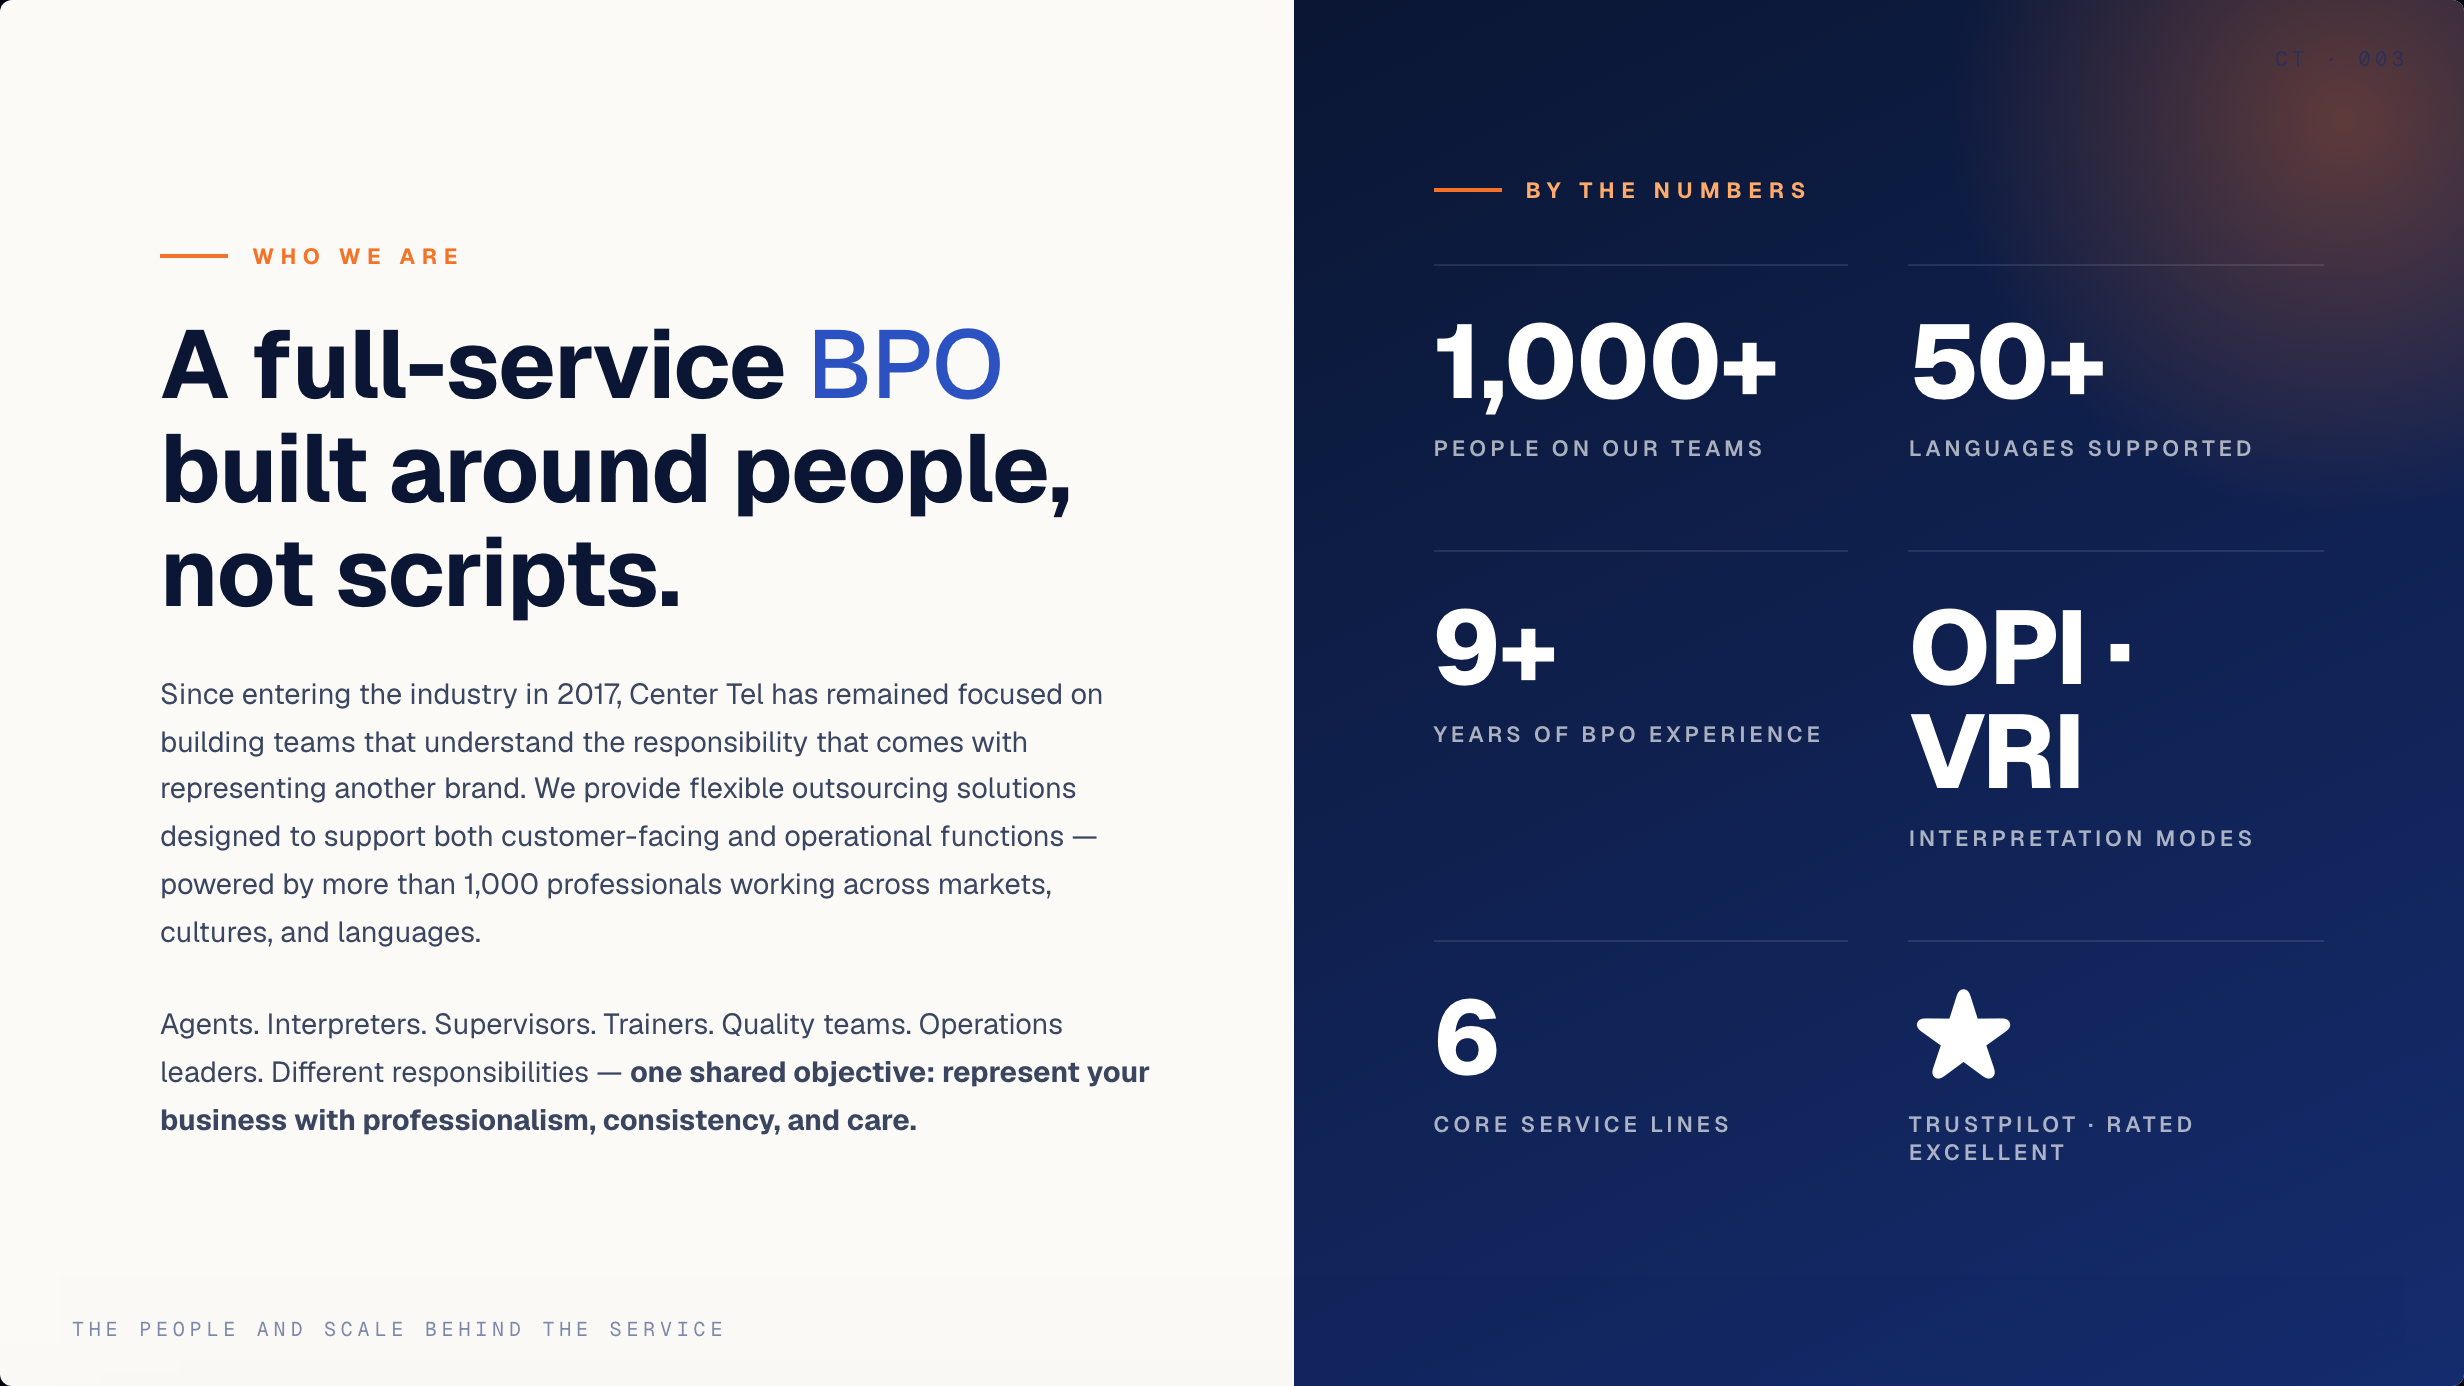 WHO WE ARE
A full-service BPO
built around people,
not scripts.
Since entering the industry in 2017, Center Tel has remained focused on
building teams that understand the responsibility that comes with
representing another brand. We provide flexible outsourcing solutions
designed to support both customer-facing and operational functions —
powered by more than 1,000 professionals working across markets,
cultures, and languages.
Agents. Interpreters. Supervisors. Trainers. Quality teams. Operations
leaders. Different responsibilities — one shared objective: represent your
business with professionalism, consistency, and care.
THE PEOPLE AND SCALE BEHIND THE SERVICE
CT · 003
BY THE NUMBERS
1,000+
PEOPLE ON OUR TEAMS
50+
LANGUAGES SUPPORTED
9+
YEARS OF BPO EXPERIENCE
OPI ·
VRI
INTERPRETATION MODES
6
CORE SERVICE LINES
★
TRUSTPILOT · RATED
EXCELLENT